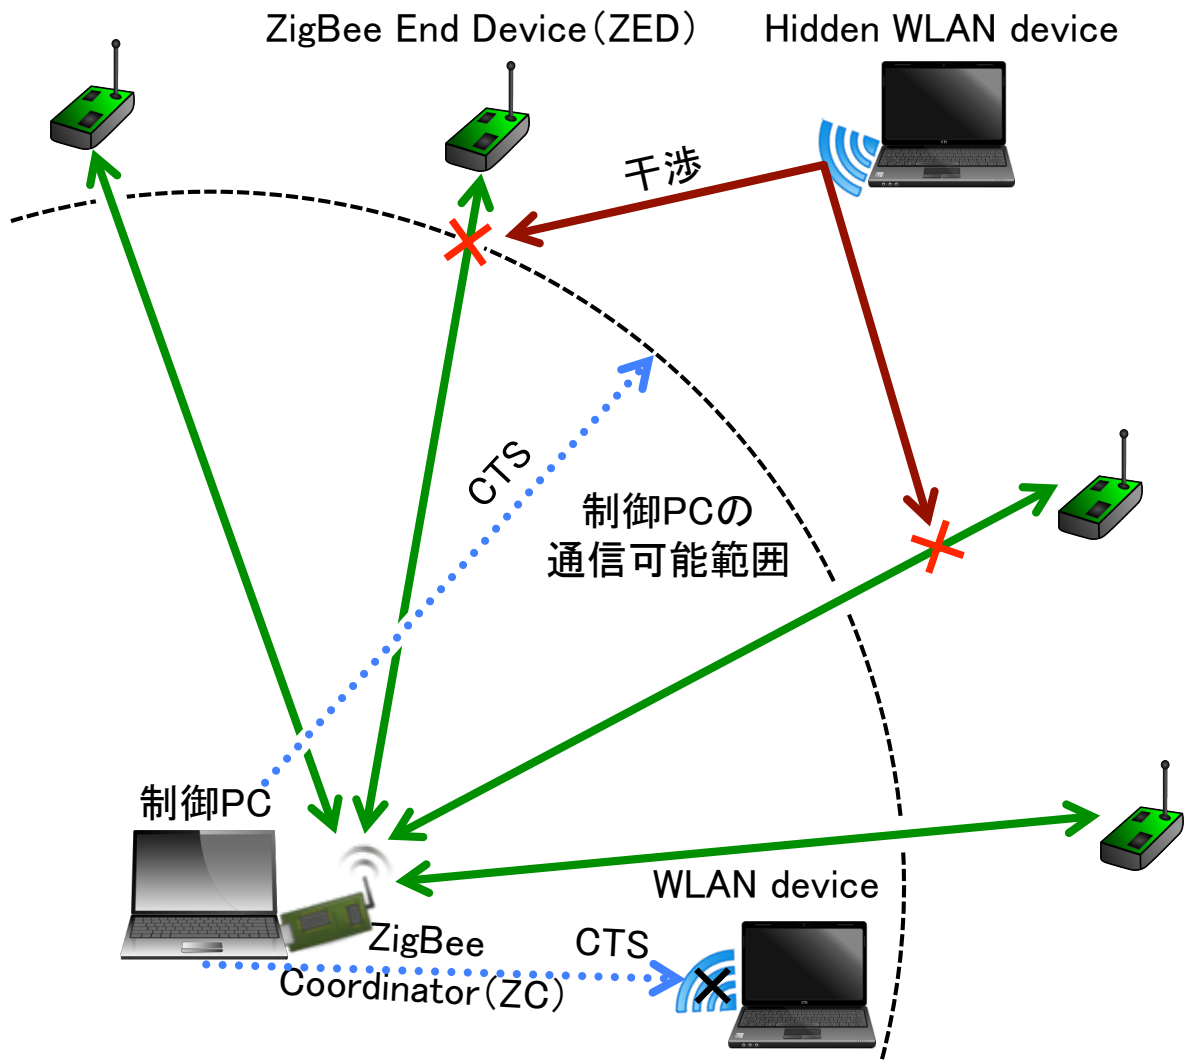 ZigBee End Device(ZED)
Hidden WLAN device
干渉
CTS
制御PCの
通信可能範囲
制御PC
WLAN device
ZigBee
Coordinator(ZC)
CTS